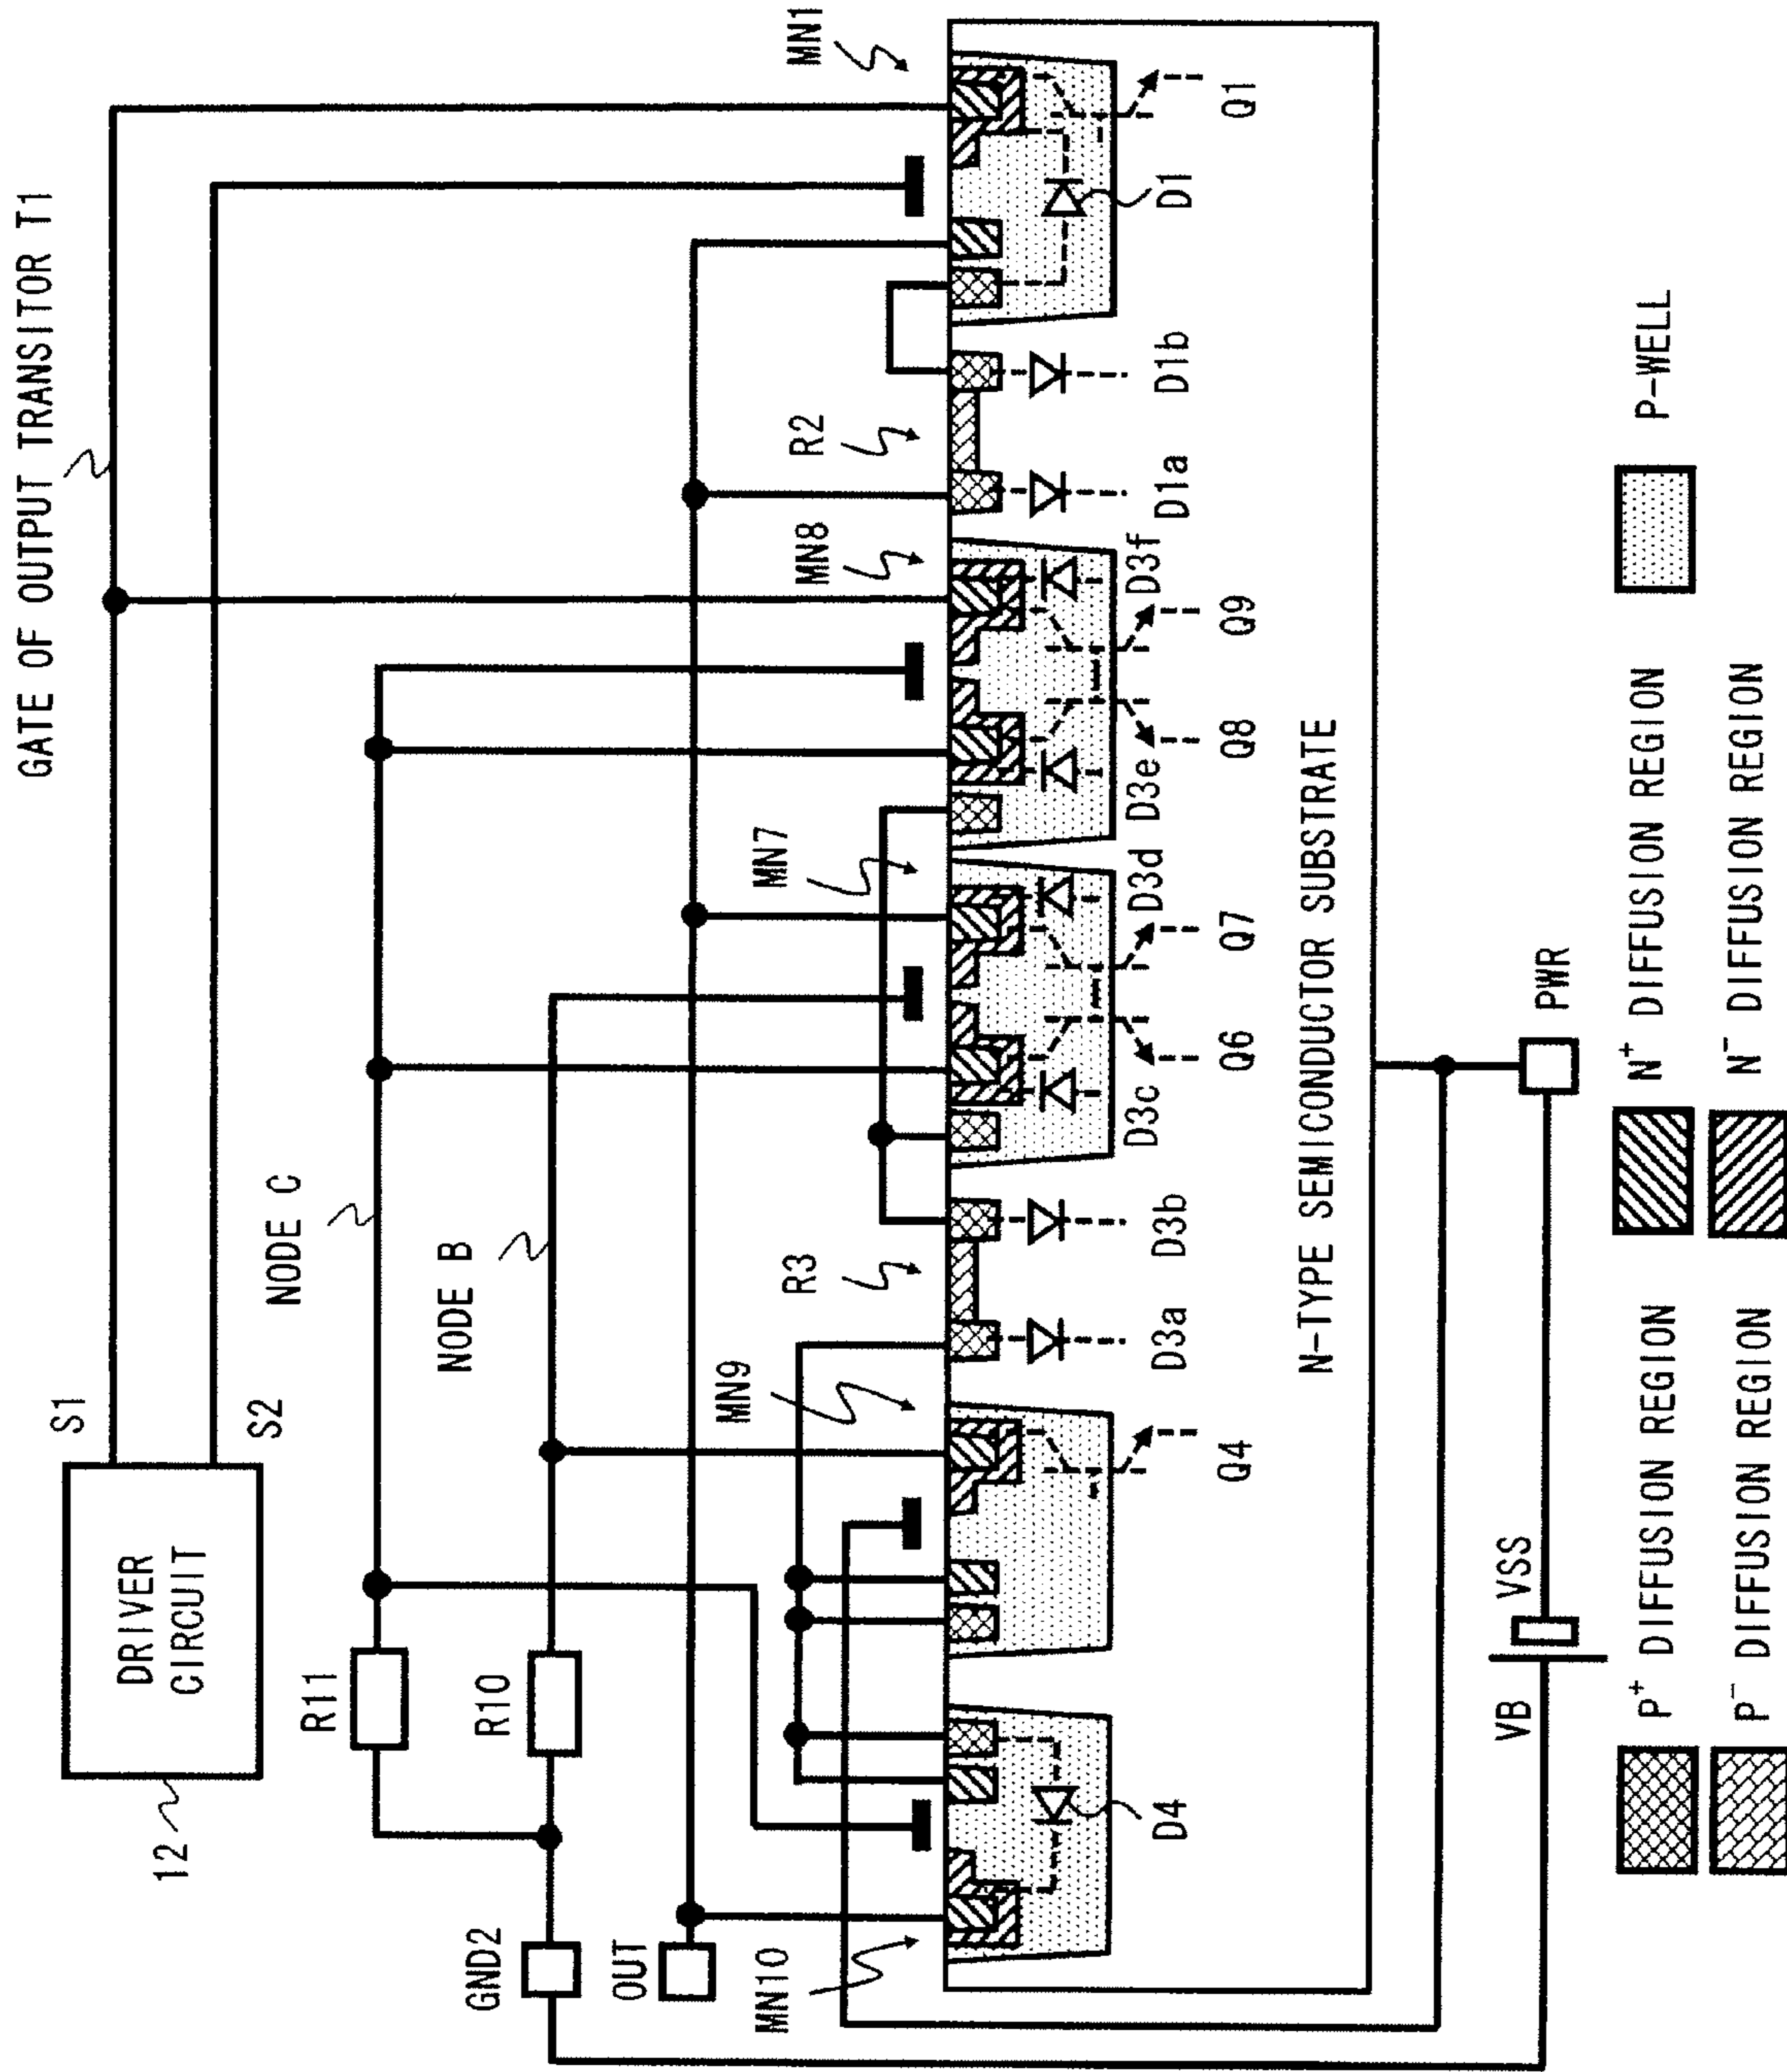 GATE OF OUTPUT TRANSITOR T1
12
DRIVER
CIRCUIT
S1
S2
NODE C
NODE B
R11
R10
GND2
OUT
MN10
MN9
R3
MN7
MN8
R2
MN1
D4
Q4
D3a
D3b
D3c
Q6
Q7
D3d
D3e
Q8
Q9
D3f
D1a
D1b
D1
Q1
N-TYPE SEMICONDUCTOR SUBSTRATE
VB
VSS
PWR
P+ DIFFUSION REGION
N+ DIFFUSION REGION
P-WELL
P- DIFFUSION REGION
N- DIFFUSION REGION